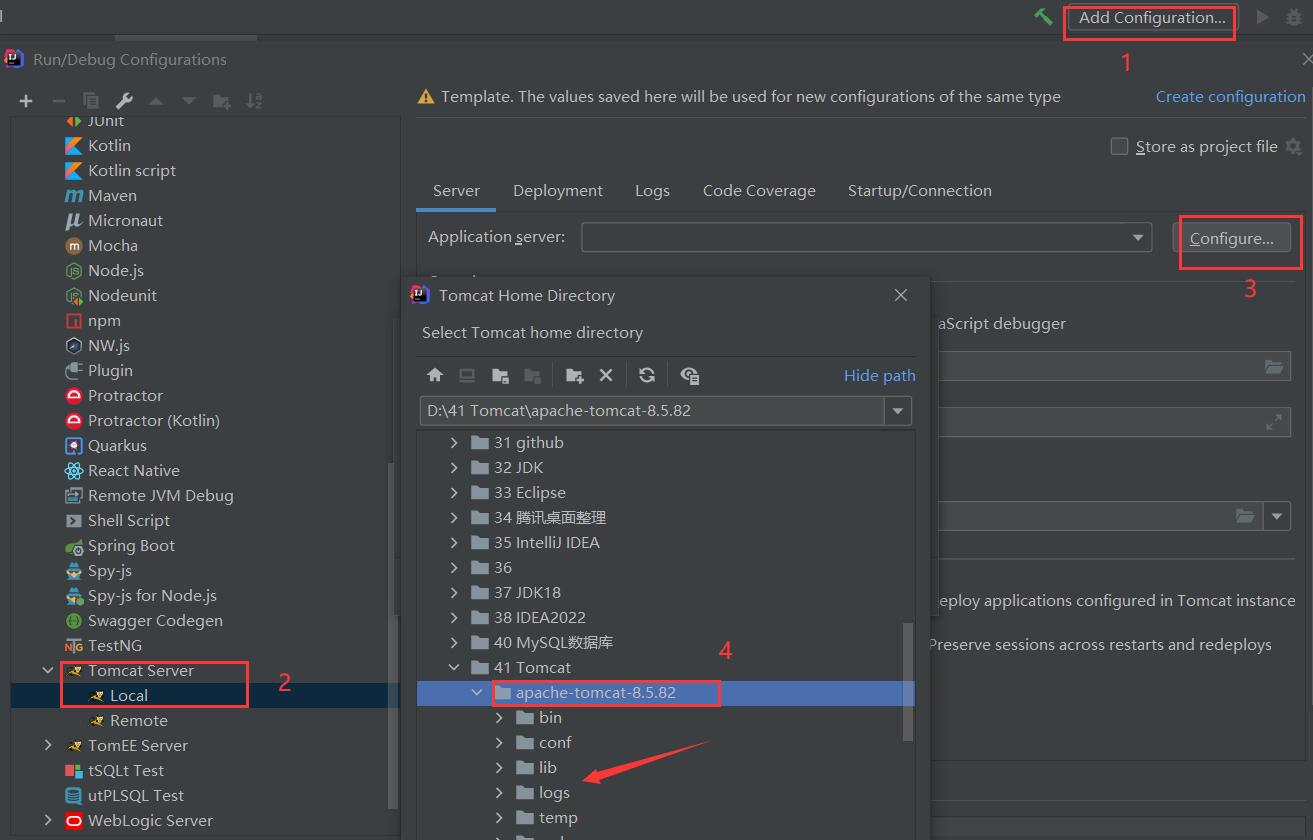 Add Configuration...
1
Run/Debug Configurations
Template. The values saved here will be used for new configurations of the same type
Create configuration
Store as project file
JUnit
Kotlin
Kotlin script
Maven
Micronaut
Mocha
Node.js
Nodeunit
npm
NW.js
Plugin
Protractor
Protractor (Kotlin)
Quarkus
React Native
Remote JVM Debug
Shell Script
Spring Boot
Spy-js
Spy-js for Node.js
Swagger Codegen
TestNG
Tomcat Server
Local
2
Remote
TomEE Server
tSQLt Test
utPLSQL Test
WebLogic Server
Server Deployment Logs Code Coverage Startup/Connection
Application server:
Configure...
3
aScript debugger
eploy applications configured in Tomcat instance
Preserve sessions across restarts and redeploys
Tomcat Home Directory
Select Tomcat home directory
Hide path
D:\41 Tomcat\apache-tomcat-8.5.82
31 github
32 JDK
33 Eclipse
34 腾讯桌面整理
35 IntelliJ IDEA
36
37 JDK18
38 IDEA2022
40 MySQL数据库
41 Tomcat
4
apache-tomcat-8.5.82
bin
conf
lib
logs
temp